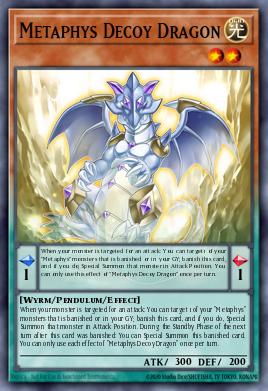 METAPHYS DECOY DRAGON
光
When your monster is targeted for an attack: You can target 1 of your
"Metaphys" monsters that is banished or in your GY; banish this card,
and if you do, Special Summon that monster in Attack Position. You
can only use this effect of "Metaphys Decoy Dragon" once per turn.
1
1
[WYRM/PENDULUM/EFFECT]
When your monster is targeted for an attack: You can target 1 of your "Metaphys"
monsters that is banished or in your GY; banish this card, and if you do, Special
Summon that monster in Attack Position. During the Standby Phase of the next
turn after this card was banished: You can Special Summon this banished card.
You can only use each effect of "Metaphys Decoy Dragon" once per turn.
ATK/ 300 DEF/ 200